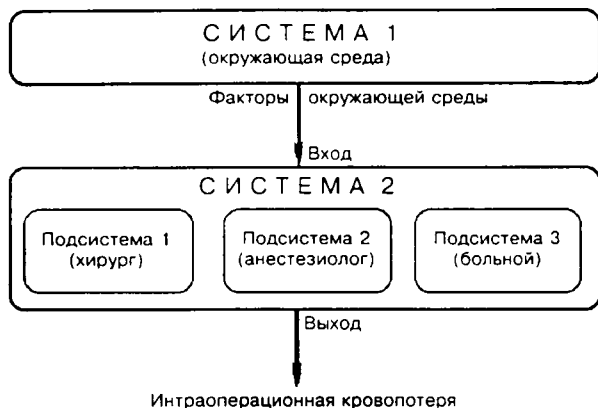 СИСТЕМА 1
(окружающая среда)
Факторы окружающей среды
Вход
СИСТЕМА 2
Подсистема 1
(хирург)
Подсистема 2
(анестезиолог)
Подсистема 3
(больной)
Выход
Интраоперационная кровопотеря